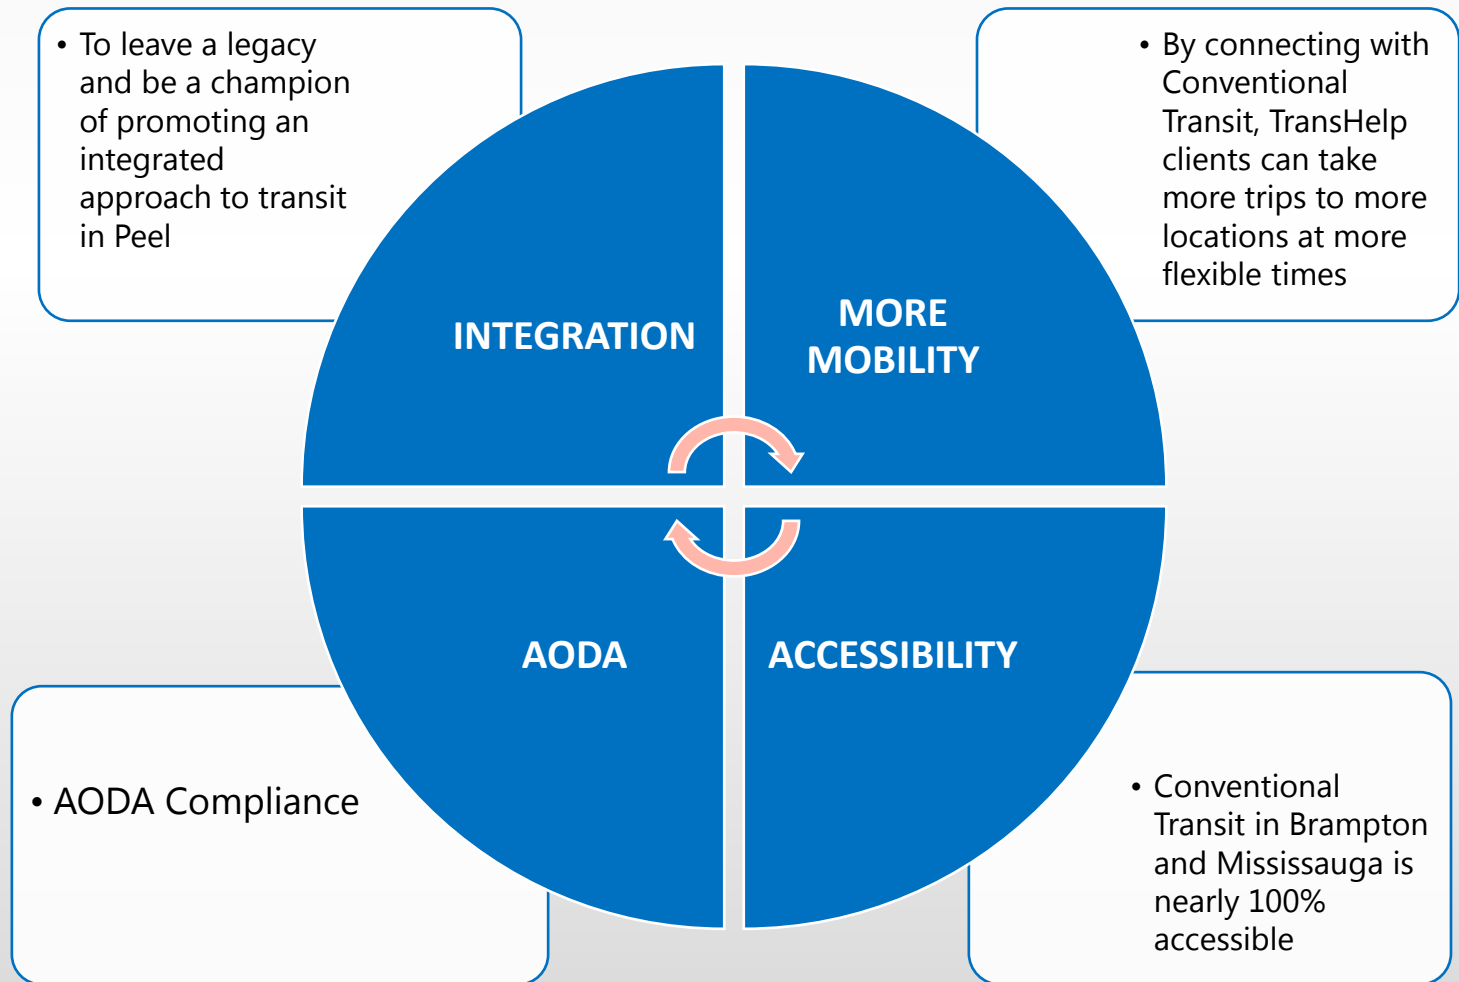 • To leave a legacy
and be a champion
of promoting an
integrated
approach to transit
in Peel
• By connecting with
Conventional
Transit, TransHelp
clients can take
more trips to more
locations at more
flexible times
INTEGRATION
MORE
MOBILITY
AODA
ACCESSIBILITY
• AODA Compliance
• Conventional
Transit in Brampton
and Mississauga is
nearly 100%
accessible